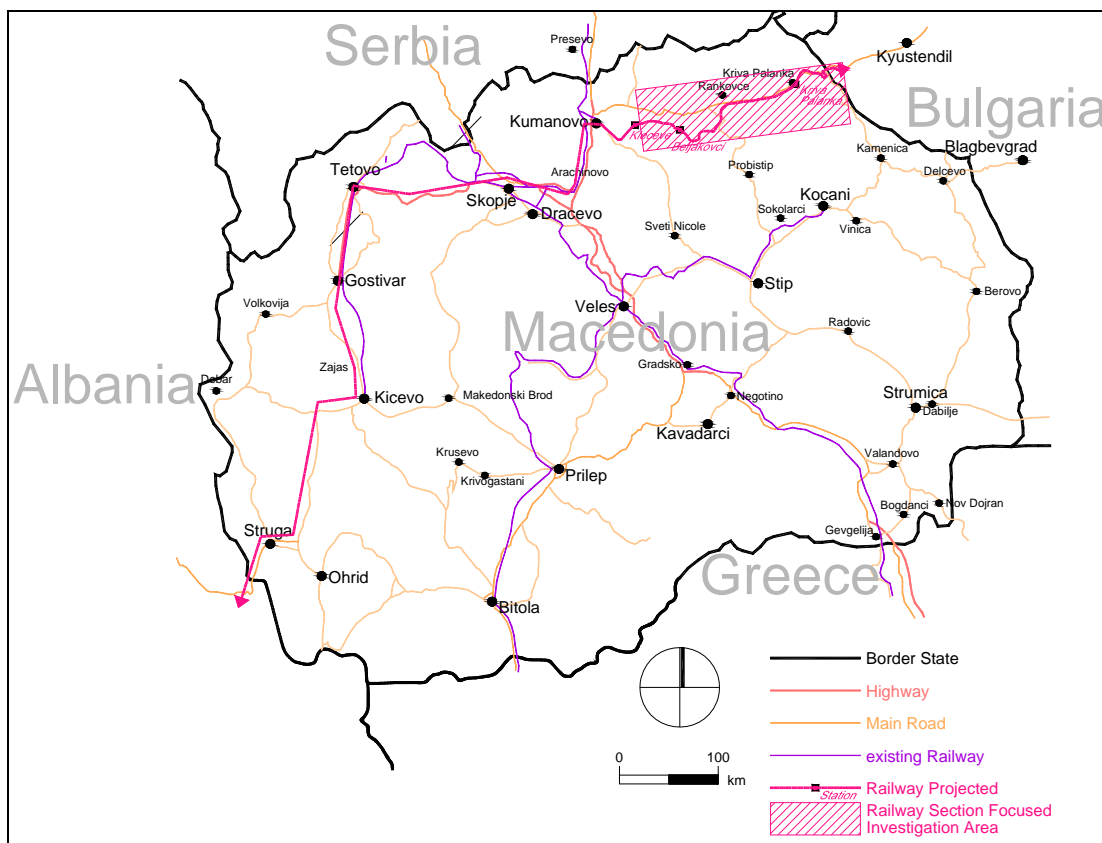 Serbia
Presevo
Kyustendil
Kriva Palanka
Rankovce
Kriva
Palanka
Bulgaria
Kumanovo
Kleceve
Beljakovci
Kamenica
Blagbevgrad
Tetovo
Arachinovo
Probistip
Delcevo
Skopje
Kocani
Dracevo
Sokolarci
Vinica
Sveti Nicole
Gostivar
Stip
Berovo
Volkovija
Veles
Radovic
Macedonia
Zajas
Gradsko
Albania
Debar
Kicevo
Makedonski Brod
Negotino
Strumica
Dabilje
Kavadarci
Krusevo
Valandovo
Prilep
Krivogastani
Bogdanci
Nov Dojran
Struga
Gevgelija
Greece
Ohrid
Bitola
Border State
Highway
Main Road
0 100
km
existing Railway
Railway Projected
Station
Railway Section Focused
Investigation Area